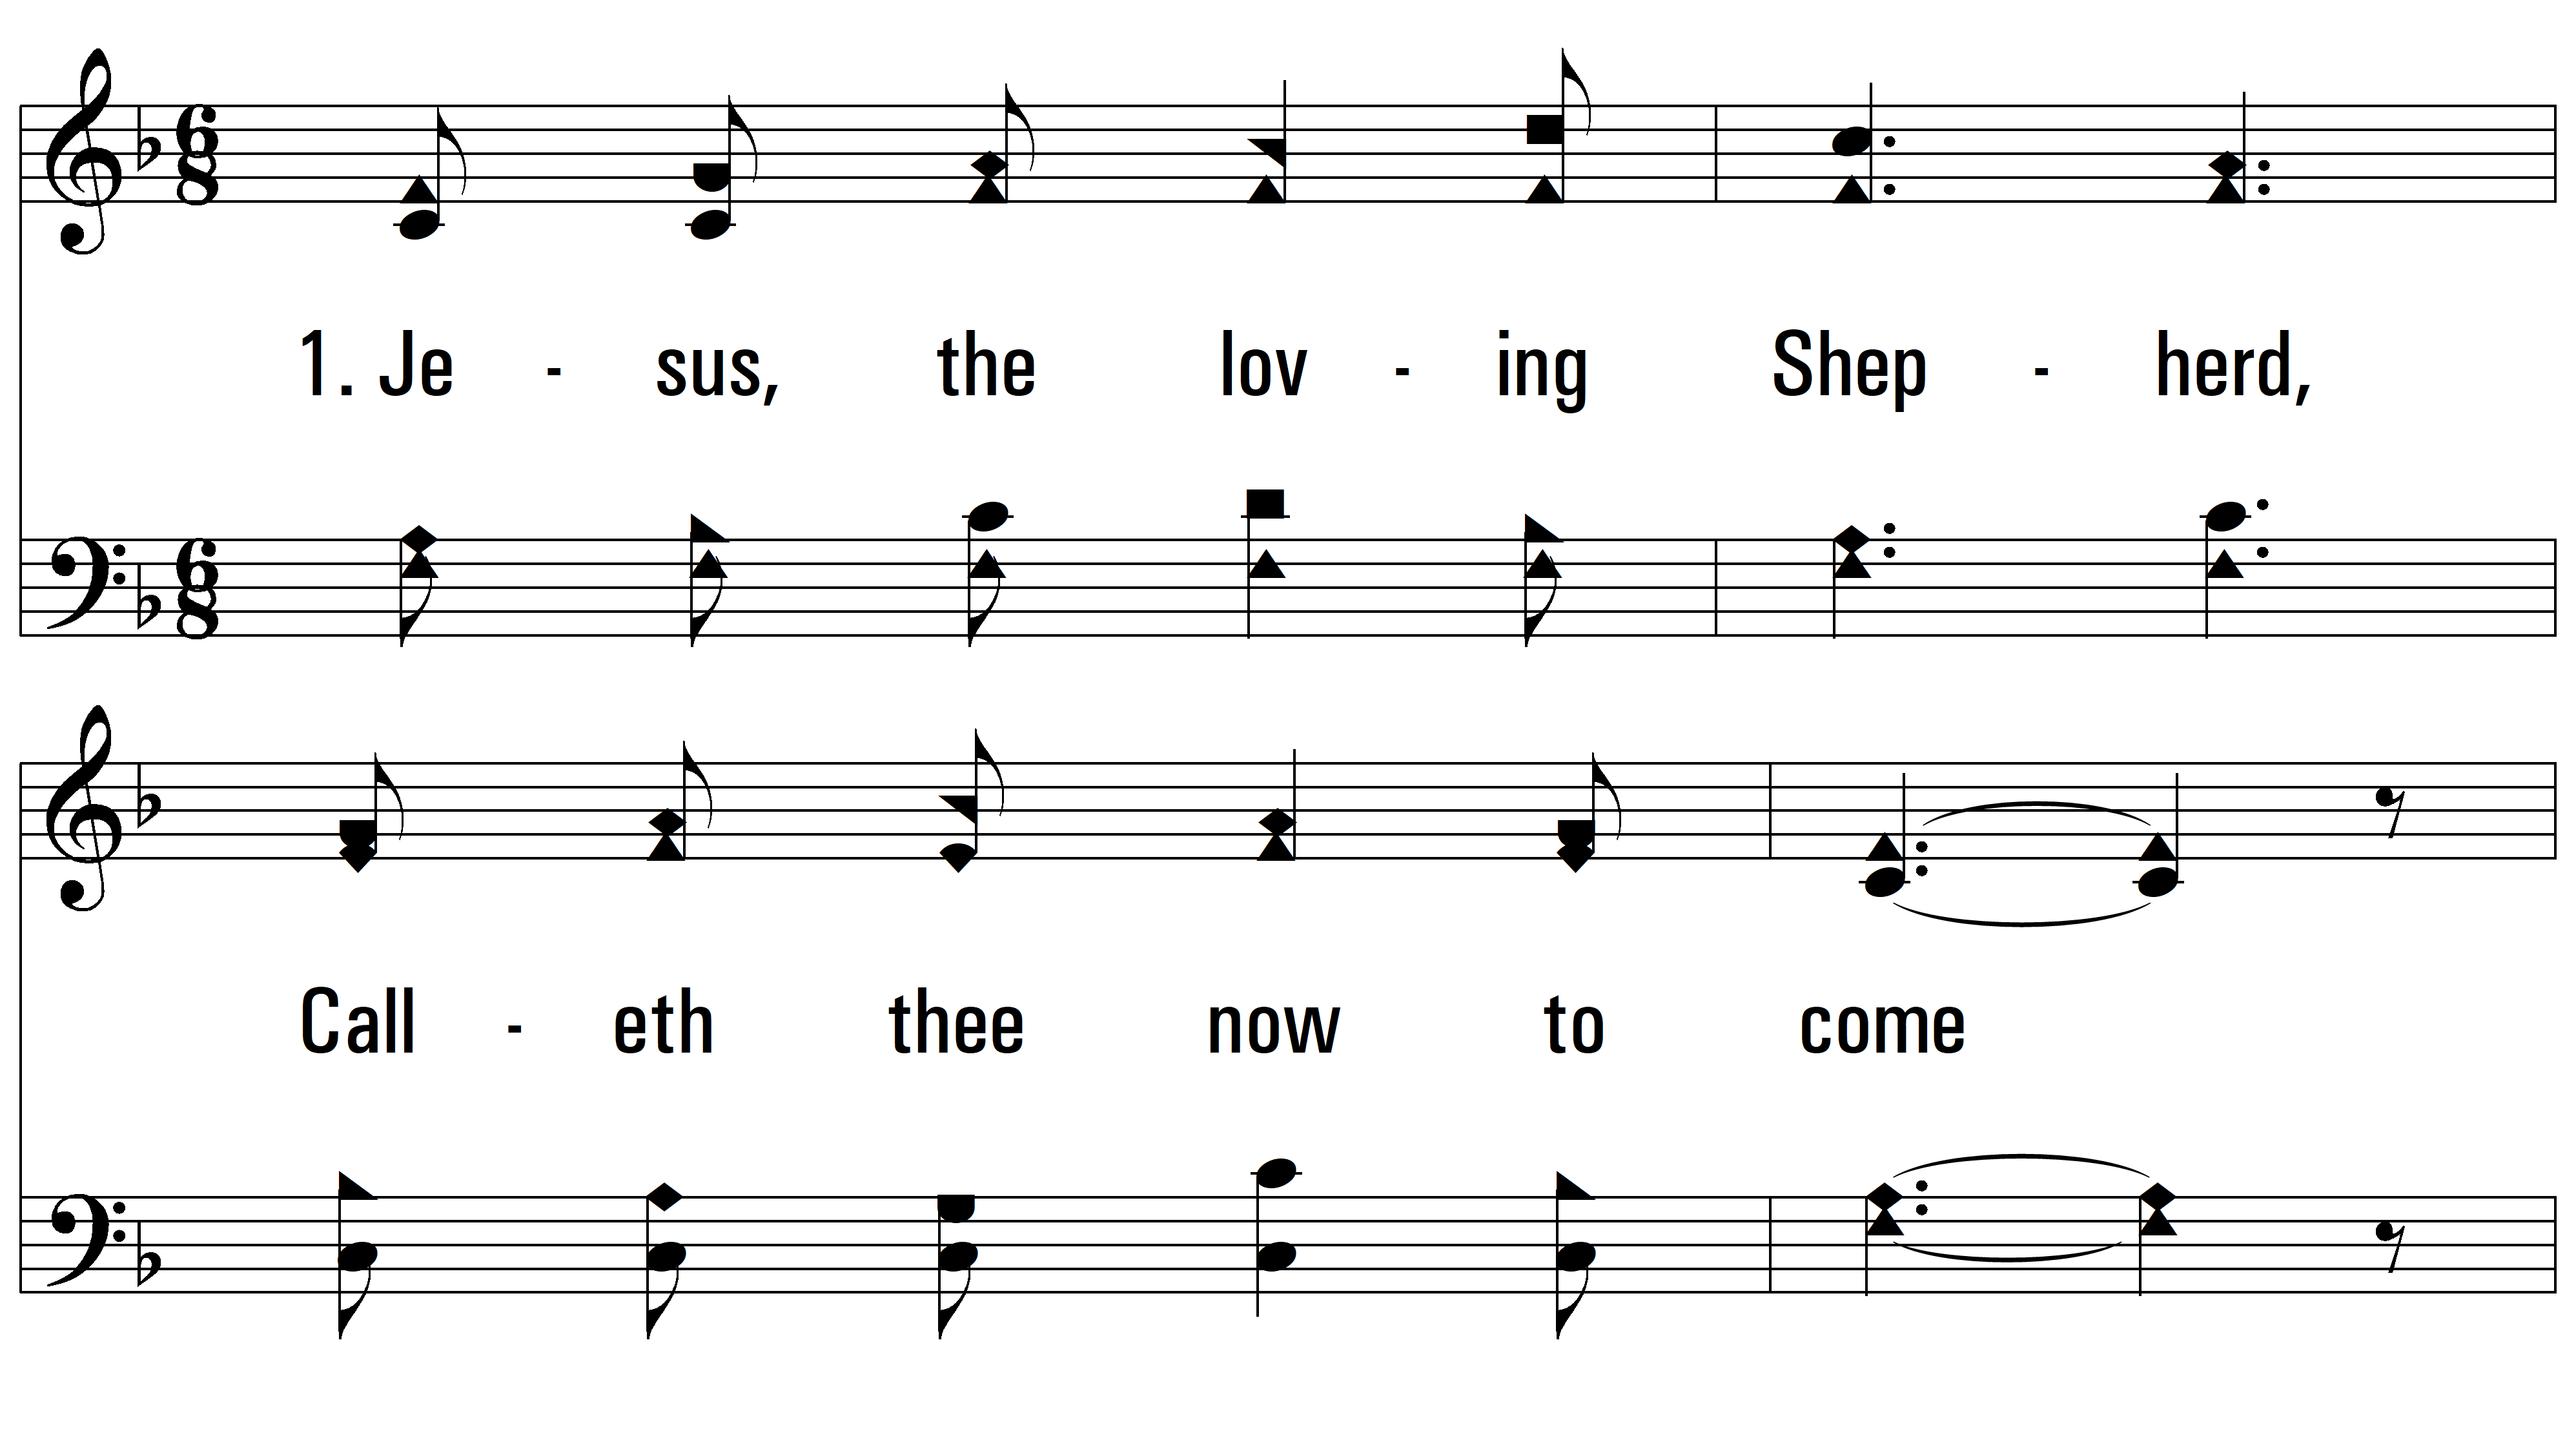 1. Je - sus, the lov - ing Shep - herd,
Call - eth thee now to come